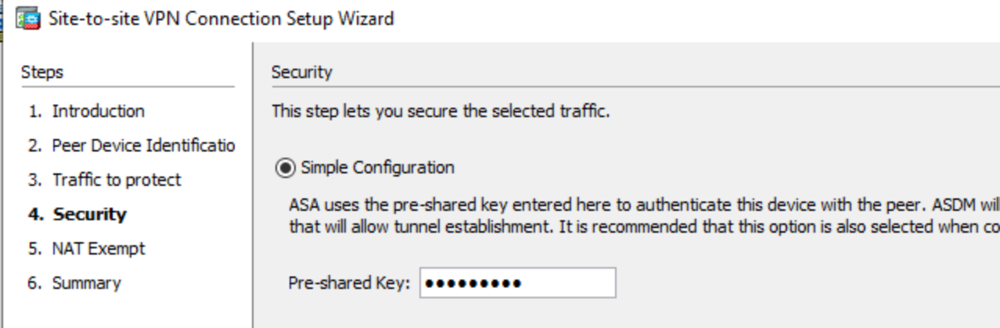 Site-to-site VPN Connection Setup Wizard
Steps
1. Introduction
2. Peer Device Identificatio
3. Traffic to protect
4. Security
5. NAT Exempt
6. Summary
Security
This step lets you secure the selected traffic.
Simple Configuration
ASA uses the pre-shared key entered here to authenticate this device with the peer. ASDM will
that will allow tunnel establishment. It is recommended that this option is also selected when co
Pre-shared Key: •••••••••